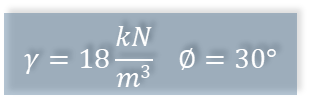 γ = 18 kN/m³ Ø = 30°